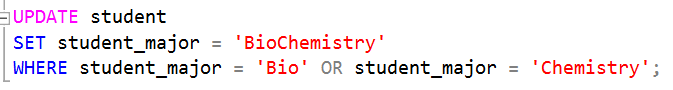 UPDATE student
SET student_major = 'BioChemistry'
WHERE student_major = 'Bio' OR student_major = 'Chemistry';